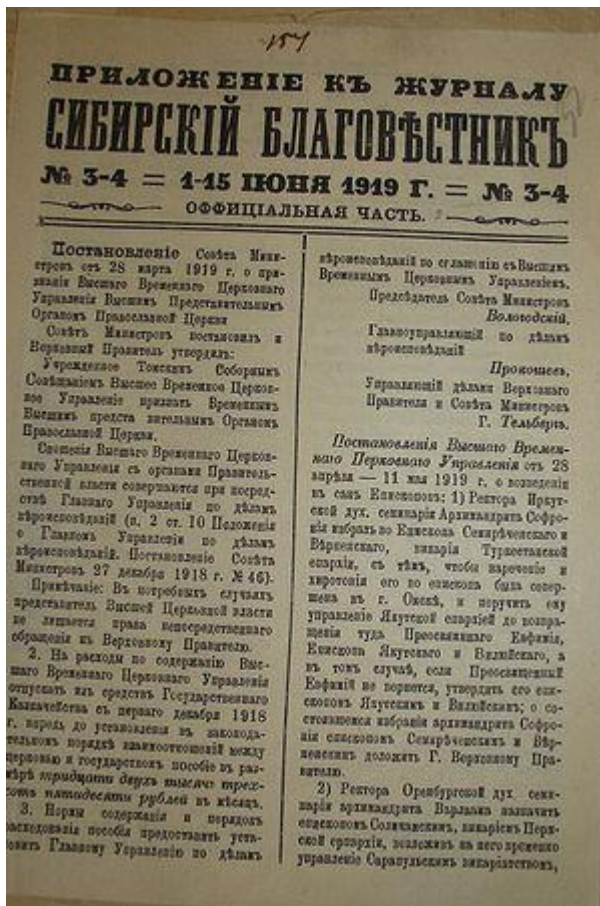 157
ПРИЛОЖЕНІЕ КЪ ЖУРНАЛУ
СИБИРСКІЙ БЛАГОВѢСТНИКЪ
№ 3-4 = 1-15 ІЮНЯ 1919 Г. = № 3-4
ОФФИЦІАЛЬНАЯ ЧАСТЬ.
Постановленіе Совѣта Мини-
стровъ отъ 28 марта 1919 г. о при-
знаніи Высшаго Временнаго Церковнаго
Управленія Высшимъ Представительнымъ
Органомъ Православной Церкви
Совѣтъ Министровъ постановилъ и
Верховный Правитель утвердилъ:
Учрежденное Томскимъ Соборнымъ
Совѣщаніемъ Высшее Временное Церков-
ное Управленіе признать Временнымъ
Высшимъ предста вительнымъ Органомъ
Православной Церкви.
Сношенія Высшаго Временнаго Церков-
наго Управленія съ органами Правитель-
ственной власти совершаются при посред-
ствѣ Главнаго Управленія по дѣламъ
вѣроисповѣданій (п. 2 ст. 10 Положенія
о Главномъ Управленіи по дѣламъ
вѣроисповѣданій. Постановленіе Совѣта
Министровъ 27 декабря 1918 г. № 46).
Примѣчаніе: Въ потребныхъ случаяхъ
представитель Высшей Церковной власти
не лишается права непосредственнаго
обращенія къ Верховному Правителю.
2. На расходы по содержанію Выс-
шаго Временнаго Церковнаго Управленія
отпускать изъ средствъ Государственнаго
Казначейства съ перваго декабря 1918
г. впредь до установленія въ законода-
тельномъ порядкѣ взаимоотношеній между
церковью и государствомъ пособіе въ раз-
мѣрѣ тридцати двухъ тысячъ трех-
сотъ пятидесяти рублей въ мѣсяцъ.
3. Нормы содержанія и порядокъ
расходованія пособія предоставить уста-
новить Главному Управленію по дѣламъ
вѣроисповѣданій по соглашенію съ Высшимъ
Временнымъ Церковнымъ Управленіемъ.
Предсѣдатель Совѣта Министровъ
Вологодскій.
Главноуправляющій по дѣламъ
вѣроисповѣданій
Прокошевъ.
Управляющій дѣлами Верховнаго
Правителя и Совѣта Министровъ
Г. Тельбергъ.
Постановленія Высшаго Времен-
наго Церковнаго Управленія отъ 28
апрѣля — 11 мая 1919 г. о возведеніи
въ санъ Епископовъ: 1) Ректора Иркут-
ской дух. семинаріи Архимандрита Софро-
нія избрать во Епископа Семирѣченскаго и
Вѣрненскаго, викарія Туркестанской
епархіи, съ тѣмъ, чтобы нареченіе и
хиротонія его во епископа была совер-
шена въ г. Омскѣ, и поручить ему
управленіе Якутской епархіей до возвра-
щенія туда Преосвященнаго Евфимія,
Епископа Якутскаго и Вилюйскаго, а
въ томъ случаѣ, если Преосвященный
Евфимій не вернется, утвердить его епи-
скопомъ Якутскимъ и Вилюйскимъ; о со-
стоявшемся избраніи архимандрита Софро-
нія епископомъ Семирѣченскимъ и Вѣр-
ненскимъ доложить Г. Верховному Пра-
вителю.
2) Ректора Оренбургской дух. семи-
наріи архимандрита Варлаама назначить
епископомъ Соликамскимъ, викаріемъ Перм-
ской епархіи, возложивъ на него временно
управленіе Сарапульскимъ викаріатствомъ,